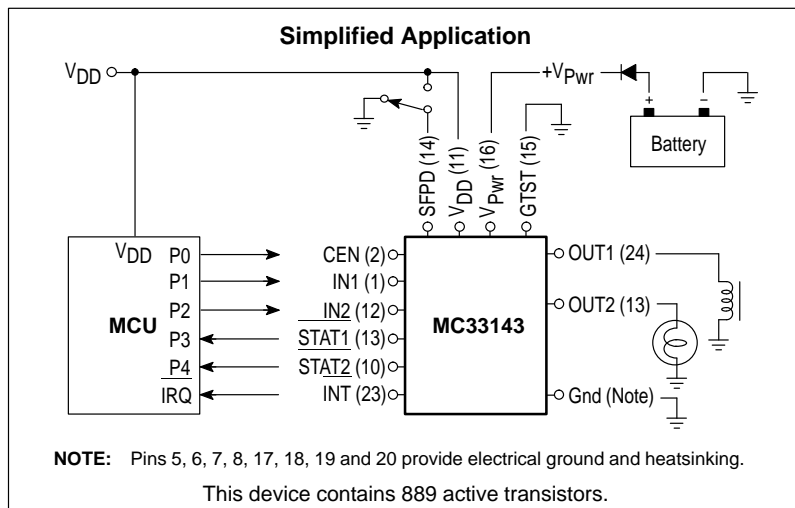 Simplified Application
VDD
+VPwr
+ −
Battery
SFPD (14)
VDD (11)
VPwr (16)
GTST (15)
VDD
MCU
P0
P1
P2
P3
P4
IRQ
CEN (2)
IN1 (1)
IN2 (12)
STAT1 (13)
STAT2 (10)
INT (23)
MC33143
OUT1 (24)
OUT2 (13)
Gnd (Note)
NOTE: Pins 5, 6, 7, 8, 17, 18, 19 and 20 provide electrical ground and heatsinking.
This device contains 889 active transistors.